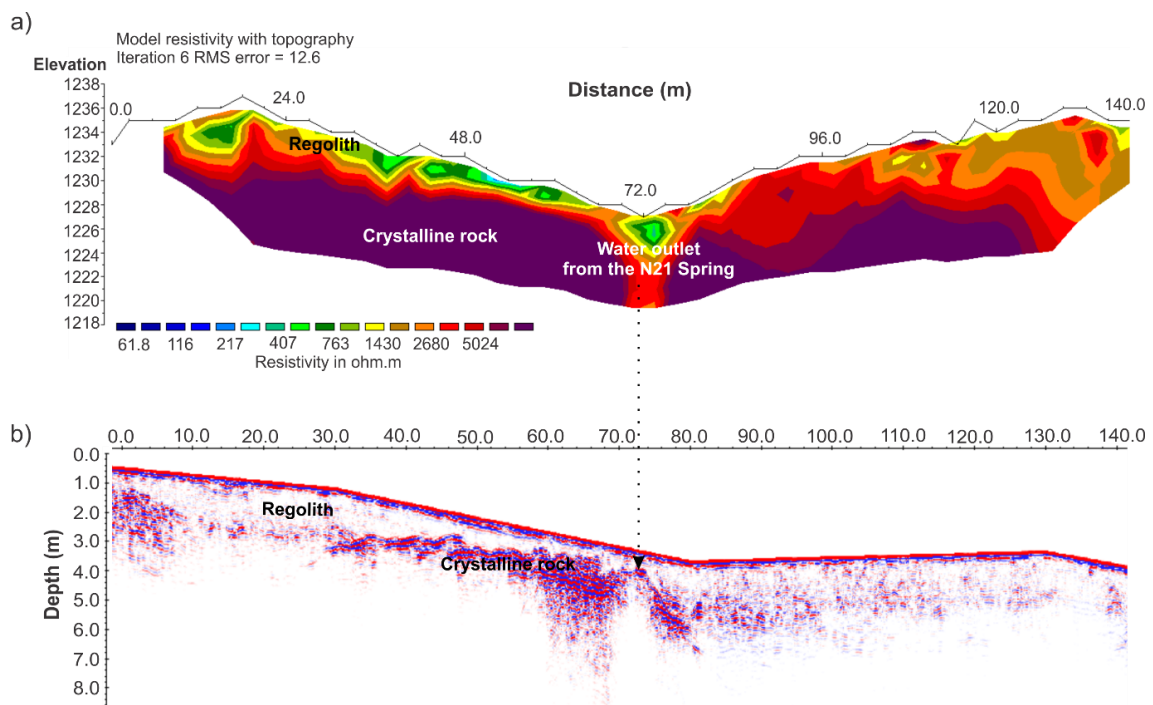 a)
Model resistivity with topography
Iteration 6 RMS error = 12.6
Elevation
Distance (m)
1238
1236
1234
1232
1230
1228
1226
1224
1222
1220
1218
0.0
24.0
48.0
72.0
96.0
120.0
140.0
Regolith
Crystalline rock
Water outlet
from the N21 Spring
61.8 116 217 407 763 1430 2680 5024
Resistivity in ohm.m
b)
0.0 10.0 20.0 30.0 40.0 50.0 60.0 70.0 80.0 90.0 100.0 110.0 120.0 130.0 140.0
Depth (m)
0.0
1.0
2.0
3.0
4.0
5.0
6.0
7.0
8.0
Regolith
Crystalline rock